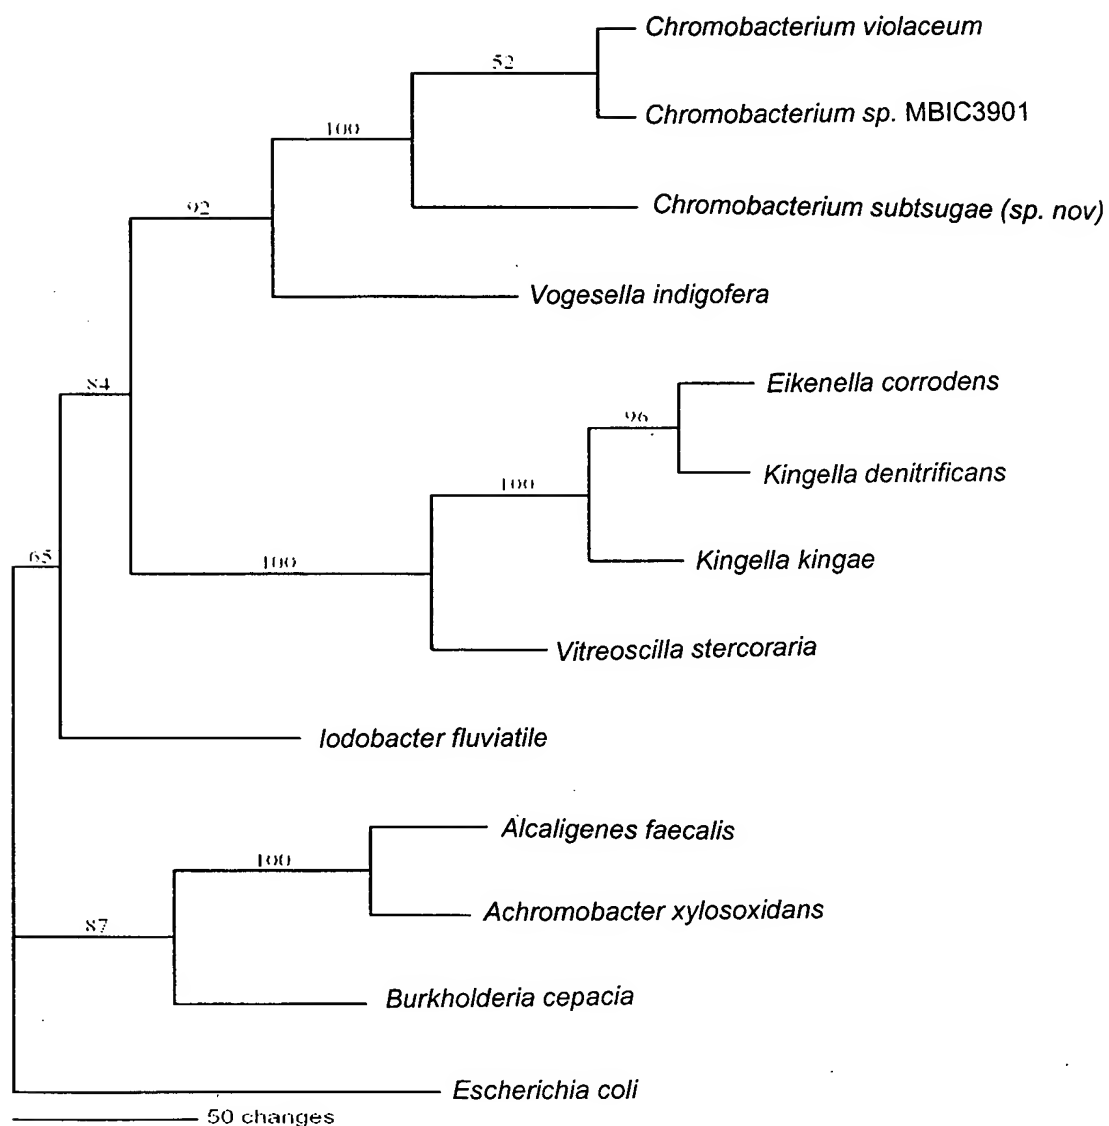 Chromobacterium violaceum
52
Chromobacterium sp. MBIC3901
100
Chromobacterium subtsugae (sp. nov)
92
Vogesella indigofera
84
Eikenella corrodens
96
Kingella denitrificans
100
Kingella kingae
65
100
Vitreoscilla stercoraria
Iodobacter fluviatile
Alcaligenes faecalis
100
Achromobacter xylosoxidans
87
Burkholderia cepacia
Escherichia coli
50 changes